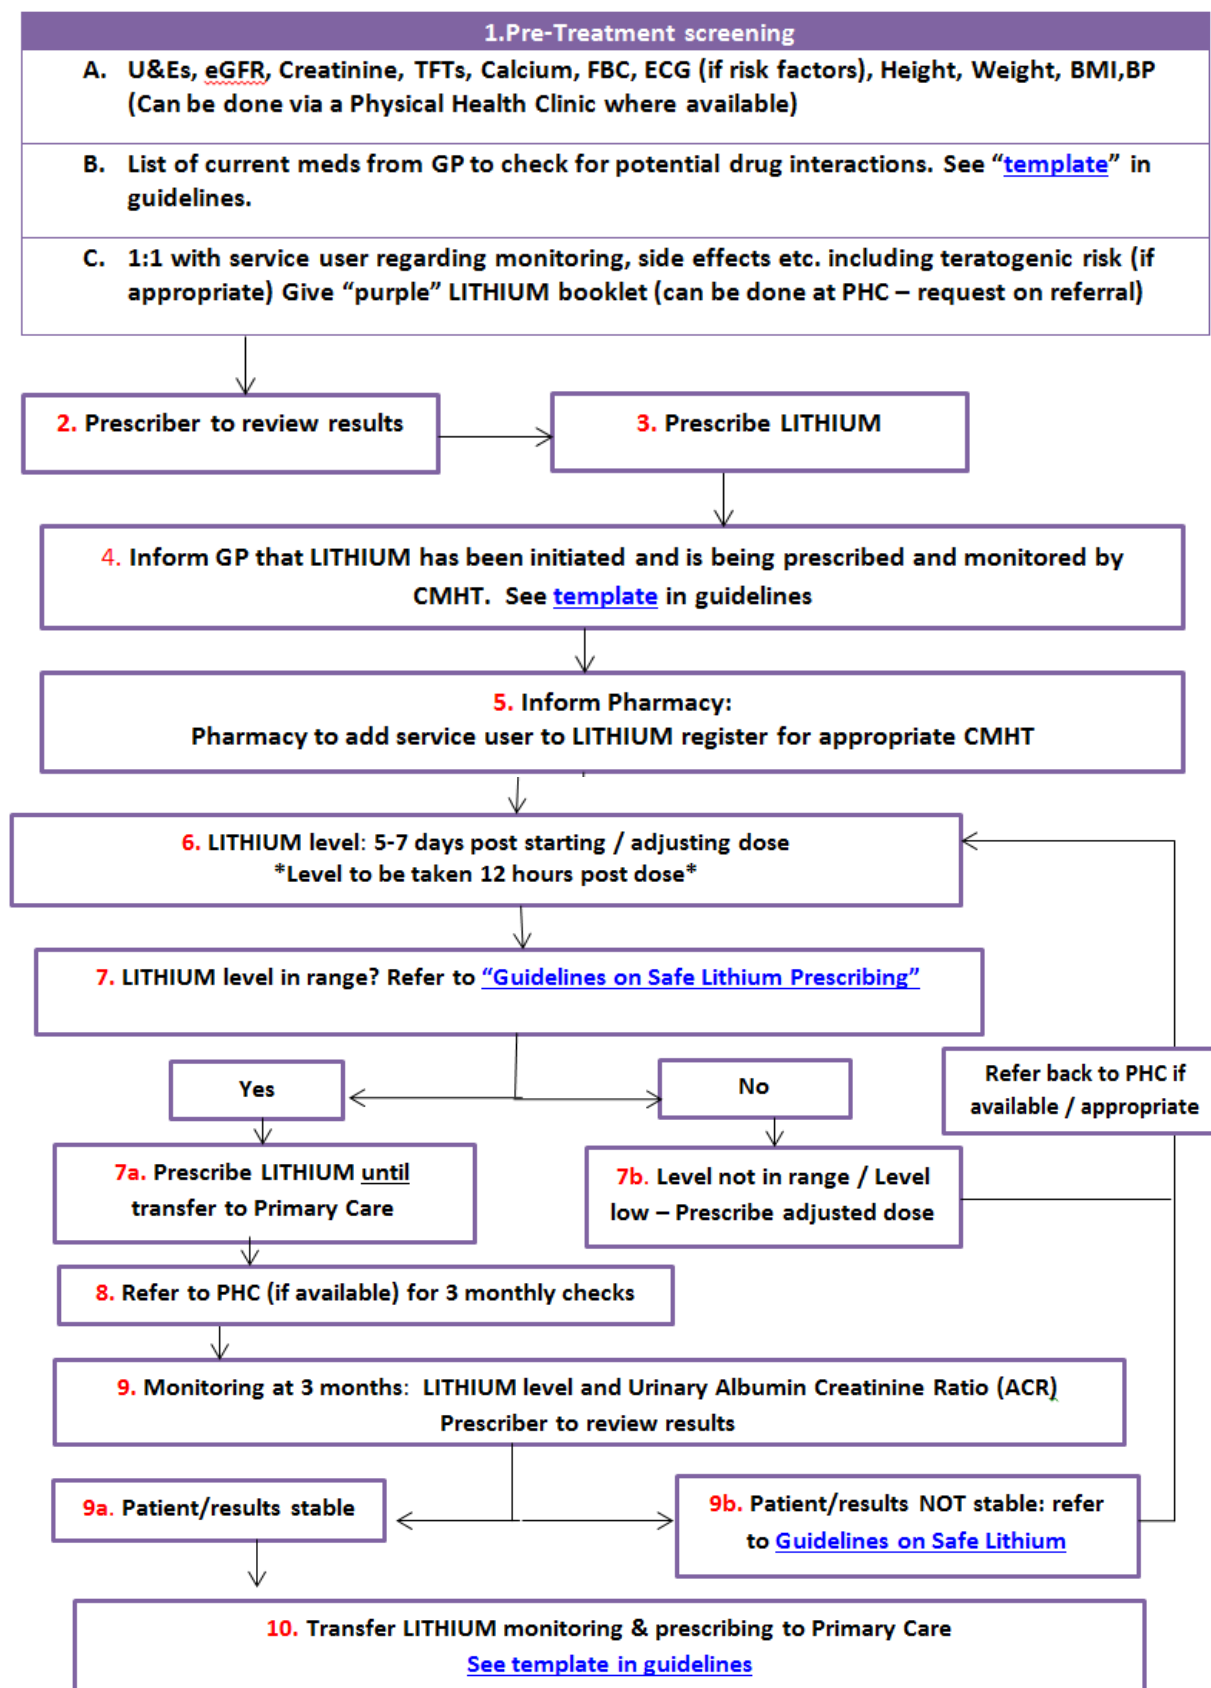 1.Pre-Treatment screening
A. U&Es, eGFR, Creatinine, TFTs, Calcium, FBC, ECG (if risk factors), Height, Weight, BMI,BP
(Can be done via a Physical Health Clinic where available)
B. List of current meds from GP to check for potential drug interactions. See “template” in
guidelines.
C. 1:1 with service user regarding monitoring, side effects etc. including teratogenic risk (if
appropriate) Give “purple” LITHIUM booklet (can be done at PHC – request on referral)
2. Prescriber to review results
3. Prescribe LITHIUM
4. Inform GP that LITHIUM has been initiated and is being prescribed and monitored by
CMHT. See template in guidelines
5. Inform Pharmacy:
Pharmacy to add service user to LITHIUM register for appropriate CMHT
6. LITHIUM level: 5-7 days post starting / adjusting dose
*Level to be taken 12 hours post dose*
7. LITHIUM level in range? Refer to “Guidelines on Safe Lithium Prescribing”
Yes
No
Refer back to PHC if
available / appropriate
7a. Prescribe LITHIUM until
transfer to Primary Care
7b. Level not in range / Level
low – Prescribe adjusted dose
8. Refer to PHC (if available) for 3 monthly checks
9. Monitoring at 3 months: LITHIUM level and Urinary Albumin Creatinine Ratio (ACR)
Prescriber to review results
9a. Patient/results stable
9b. Patient/results NOT stable: refer
to Guidelines on Safe Lithium
10. Transfer LITHIUM monitoring & prescribing to Primary Care
See template in guidelines